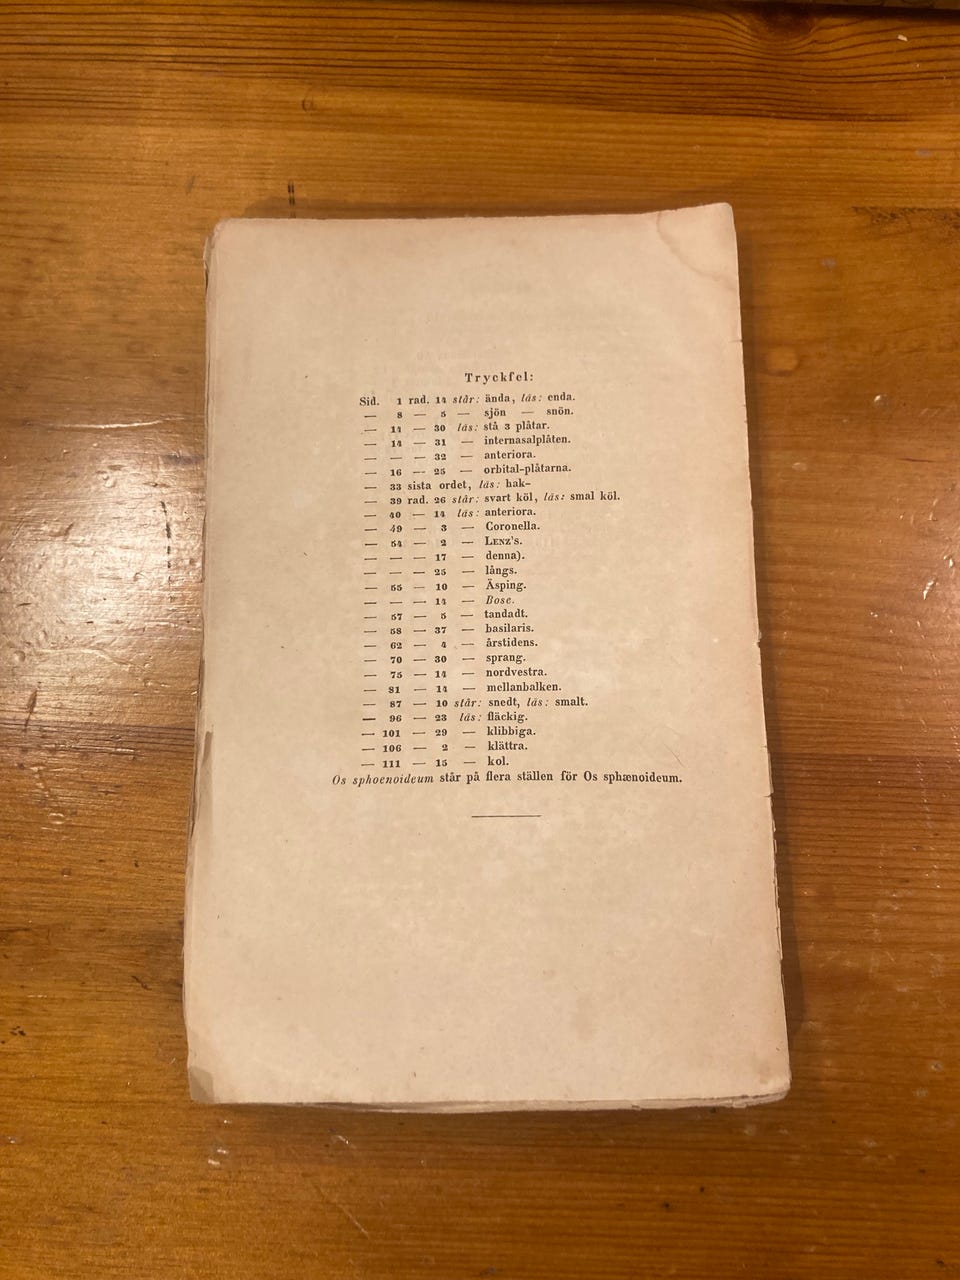 Tryckfel:
Sid. 1 rad. 14 står: ända, läs: enda.
— 8 — 5 — sjön — snön.
— 14 — 30 läs: stå 3 plåtar.
— 14 — 31 — internasalplåten.
— — — 32 — anteriora.
— 16 — 25 — orbital-plåtarna.
— 33 sista ordet, läs: hak-
— 39 rad. 26 står: svart köl, läs: smal köl.
— 40 — 14 läs: anteriora.
— 49 — 3 — Coronella.
— 54 — 2 — LENZ's.
— — — 17 — denna).
— — — 25 — långs.
— 55 — 10 — Äsping.
— — — 14 — Bose.
— 57 — 5 — tandadt.
— 58 — 37 — basilaris.
— 62 — 4 — årstidens.
— 70 — 30 — sprang.
— 75 — 14 — nordvestra.
— 81 — 14 — mellanbalken.
— 87 — 10 står: snedt, läs: smalt.
— 96 — 23 läs: fläckig.
— 101 — 29 — klibbiga.
— 106 — 2 — klättra.
— 111 — 15 — kol.
Os sphoenoideum står på flera ställen för Os sphænoideum.